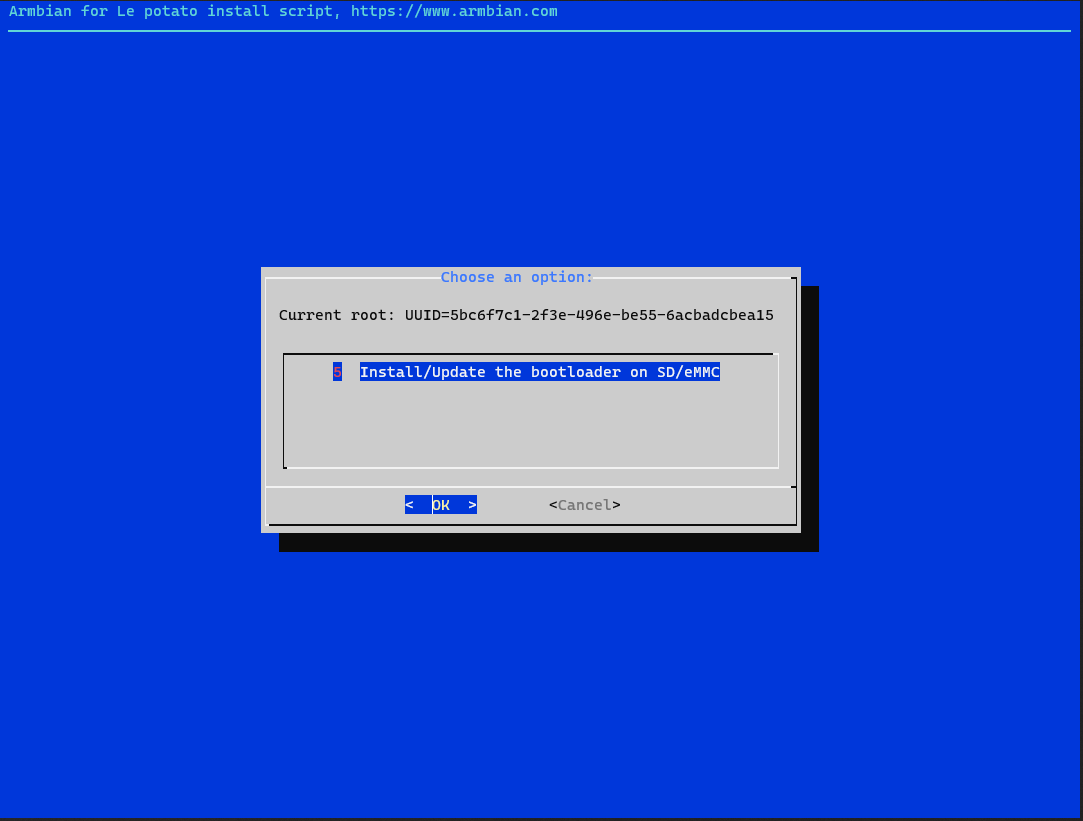 Armbian for Le potato install script, https://www.armbian.com
Choose an option:
Current root: UUID=5bc6f7c1-2f3e-496e-be55-6acbadcbea15
5 Install/Update the bootloader on SD/eMMC
< OK > <Cancel>